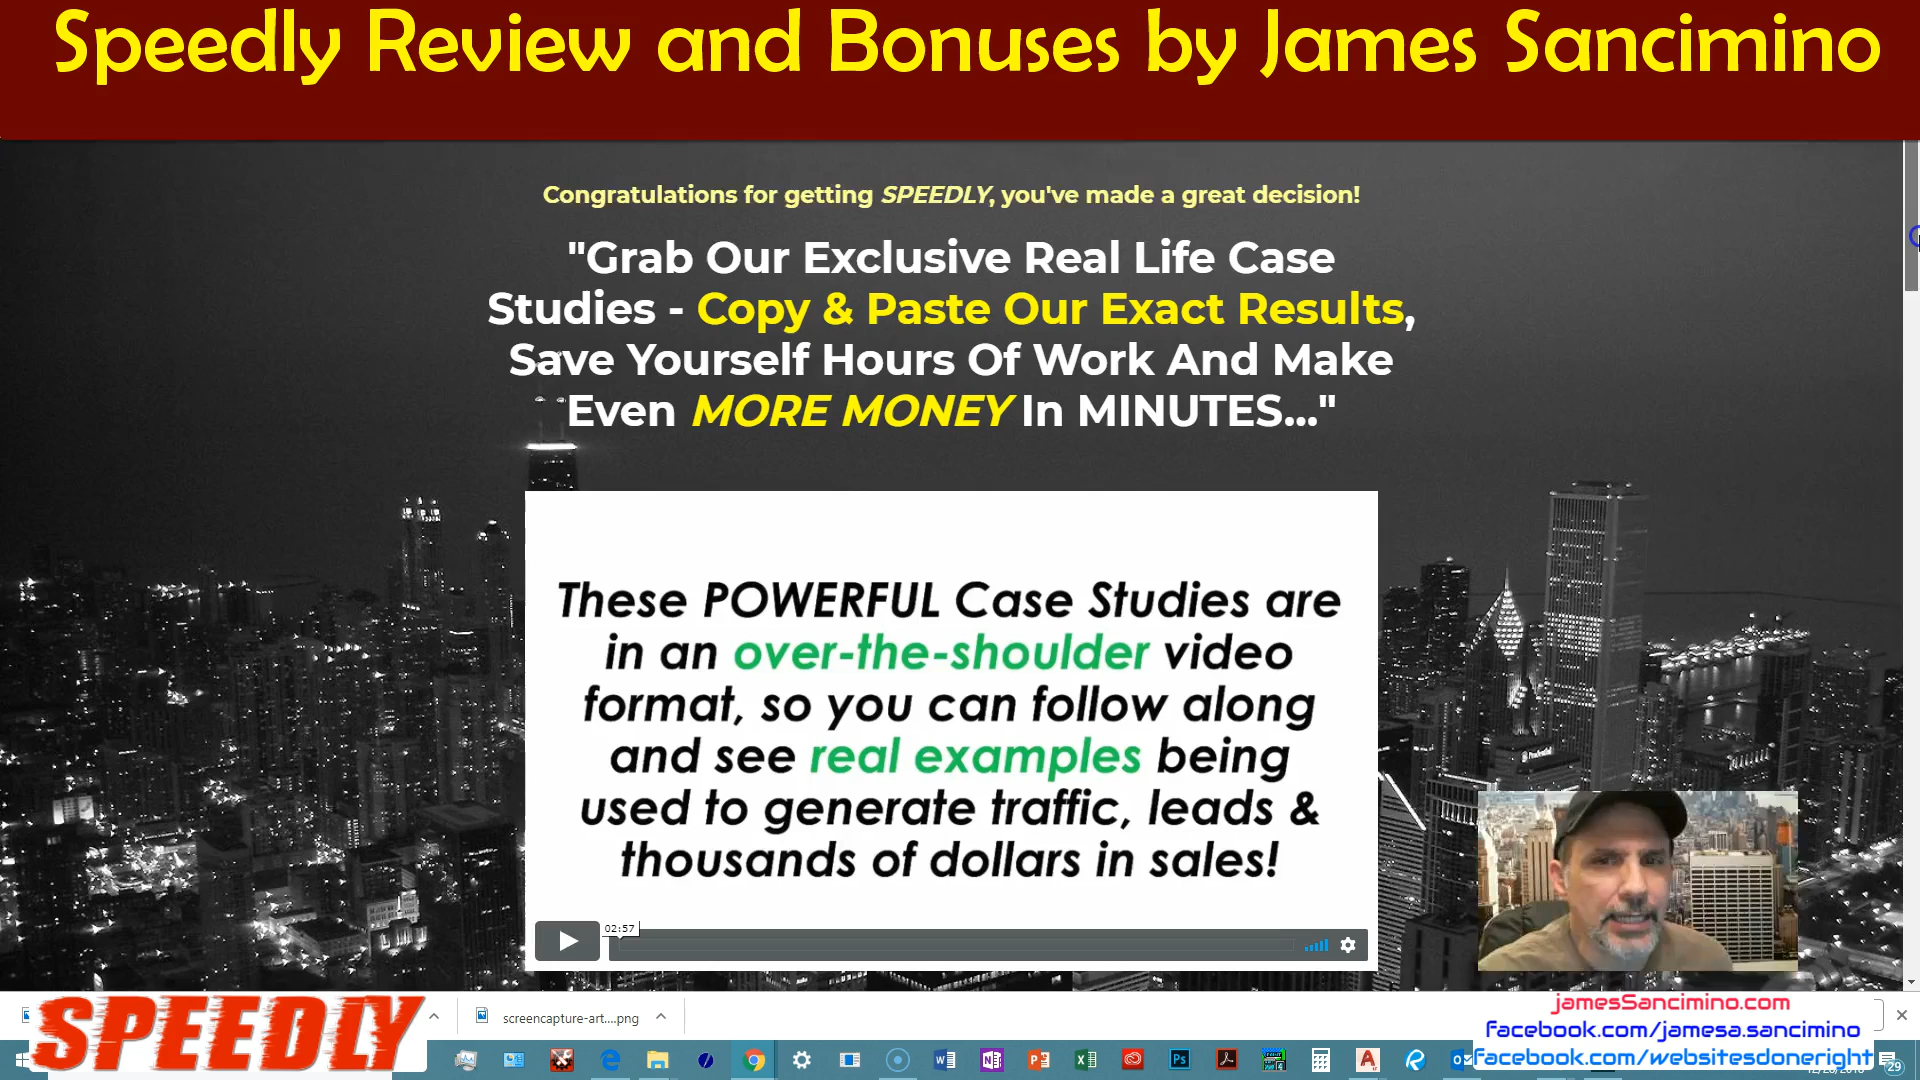 Speedly Review and Bonuses by James Sancimino
Congratulations for getting SPEEDLY, you've made a great decision!
"Grab Our Exclusive Real Life Case
Studies - Copy & Paste Our Exact Results,
Save Yourself Hours Of Work And Make
Even MORE MONEY In MINUTES..."
These POWERFUL Case Studies are
in an over-the-shoulder video
format, so you can follow along
and see real examples being
used to generate traffic, leads &
thousands of dollars in sales!
02:57
SPEEDLY
screencapture-art....png
jamesSancimino.com
facebook.com/jamesa.sancimino
facebook.com/websitesdoneright
29